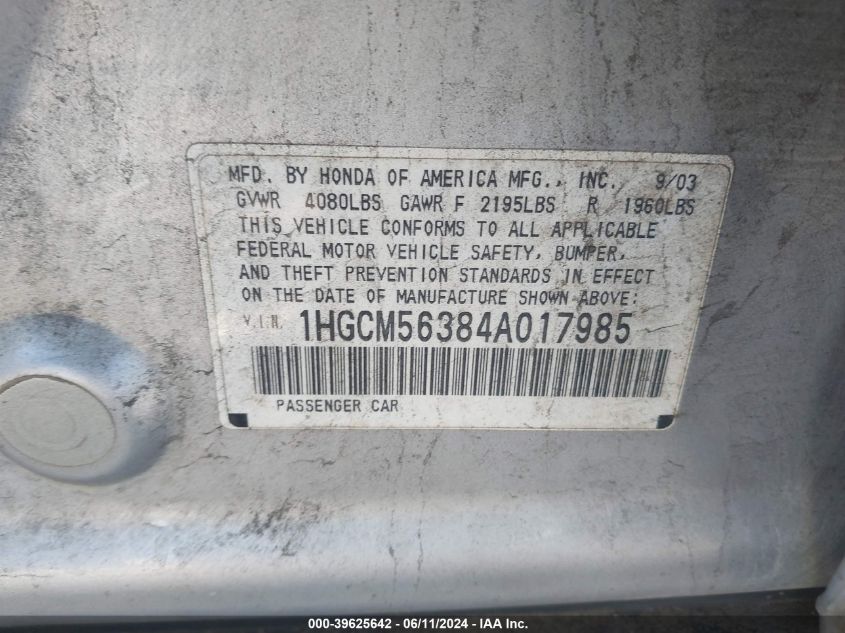 MFD. BY HONDA OF AMERICA MFG., INC. 9/03
GVWR 4080LBS GAWR F 2195LBS R 1960LBS
THIS VEHICLE CONFORMS TO ALL APPLICABLE
FEDERAL MOTOR VEHICLE SAFETY, BUMPER,
AND THEFT PREVENTION STANDARDS IN EFFECT
ON THE DATE OF MANUFACTURE SHOWN ABOVE:
V.I.N. 1HGCM56384A017985
PASSENGER CAR
000-39625642 - 06/11/2024 - IAA Inc.